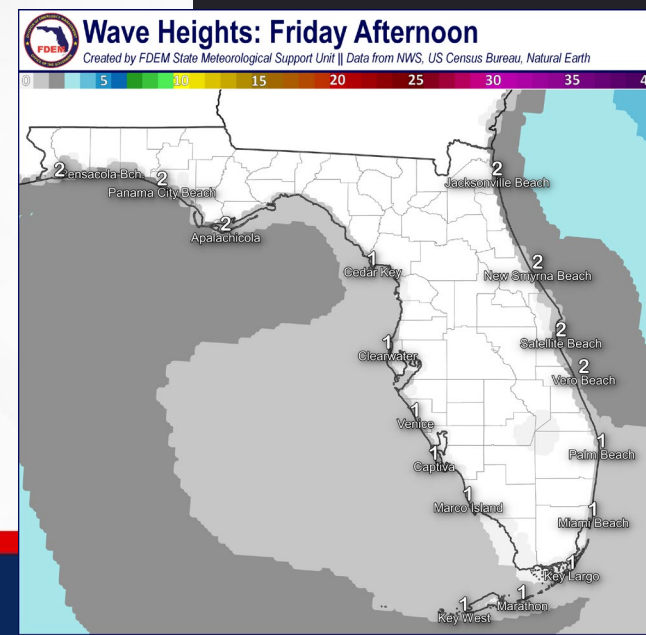 FDEM
Wave Heights: Friday Afternoon
Created by FDEM State Meteorological Support Unit || Data from NWS, US Census Bureau, Natural Earth
0 5 10 15 20 25 30 35
2
2
Jacksonville Beach
2
Panama City Beach
2
Apalachicola
1
Cedar Key
2
New Smyrna Beach
2
Satellite Beach
1
Clearwater
2
Vero Beach
1
Venice
1
Palm Beach
1
Captiva
1
Marco Island
1
Miami Beach
1
Key Largo
1
Marathon
1
Key West